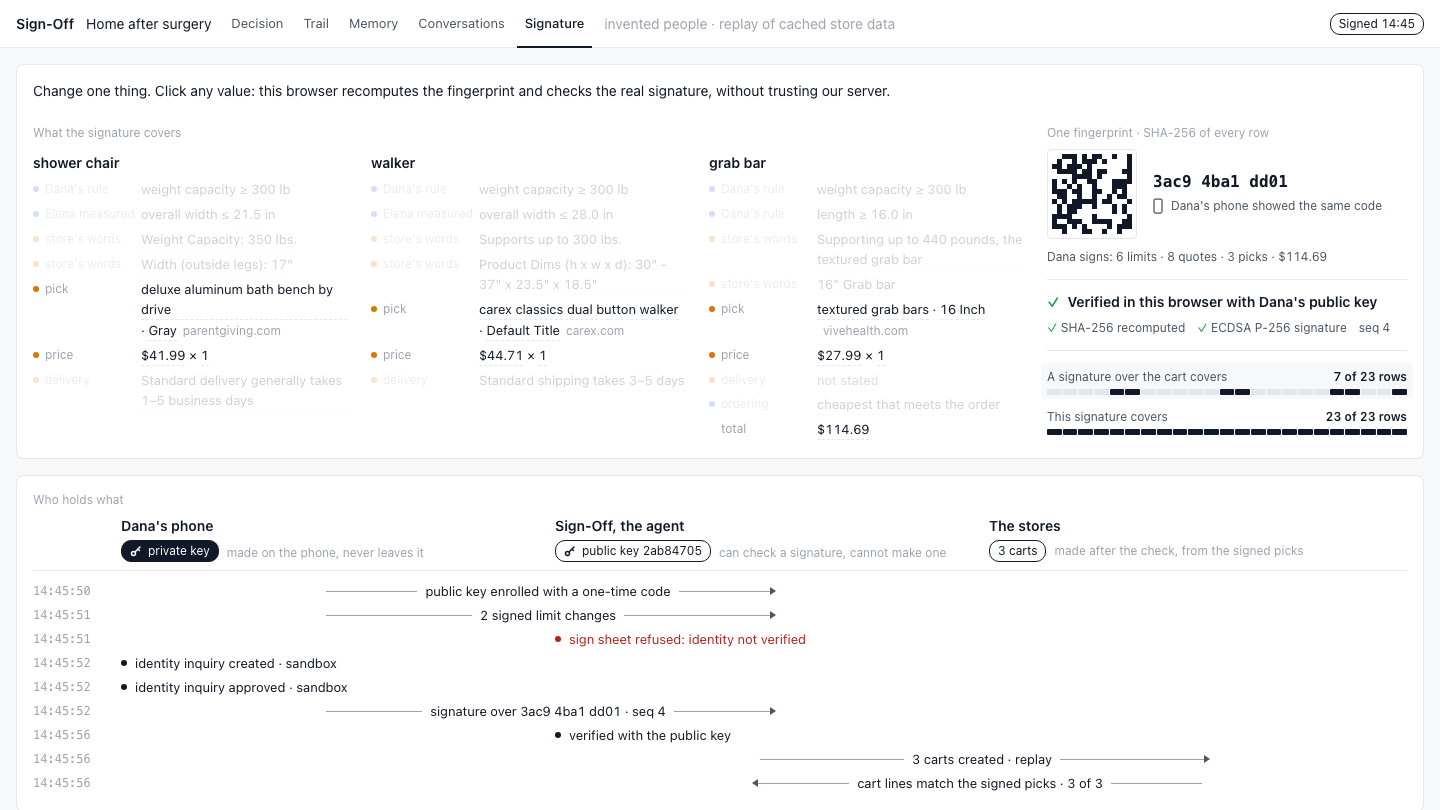 Sign-Off Home after surgery Decision Trail Memory Conversations Signature invented people · replay of cached store data Signed 14:45
Change one thing. Click any value: this browser recomputes the fingerprint and checks the real signature, without trusting our server.
What the signature covers
shower chair
Dana's rule weight capacity ≥ 300 lb
Elena measured overall width ≤ 21.5 in
store's words Weight Capacity: 350 lbs.
store's words Width (outside legs): 17"
pick deluxe aluminum bath bench by
drive
· Gray parentgiving.com
price $41.99 × 1
delivery Standard delivery generally takes
1–5 business days
walker
Dana's rule weight capacity ≥ 300 lb
Elena measured overall width ≤ 28.0 in
store's words Supports up to 300 lbs.
store's words Product Dims (h x w x d): 30" -
37" x 23.5" x 18.5"
pick carex classics dual button walker
· Default Title carex.com
price $44.71 × 1
delivery Standard shipping takes 3–5 days
grab bar
Dana's rule weight capacity ≥ 300 lb
Dana's rule length ≥ 16.0 in
store's words Supporting up to 440 pounds, the
textured grab bar
store's words 16" Grab bar
pick textured grab bars · 16 Inch
vivehealth.com
price $27.99 × 1
delivery not stated
ordering cheapest that meets the order
total $114.69
One fingerprint · SHA-256 of every row
3ac9 4ba1 dd01
Dana's phone showed the same code
Dana signs: 6 limits · 8 quotes · 3 picks · $114.69
Verified in this browser with Dana's public key
SHA-256 recomputed ECDSA P-256 signature seq 4
A signature over the cart covers 7 of 23 rows
This signature covers 23 of 23 rows
Who holds what
Dana's phone
private key made on the phone, never leaves it
Sign-Off, the agent
public key 2ab84705 can check a signature, cannot make one
The stores
3 carts made after the check, from the signed picks
14:45:50 public key enrolled with a one-time code
14:45:51 2 signed limit changes
14:45:51 sign sheet refused: identity not verified
14:45:52 identity inquiry created · sandbox
14:45:52 identity inquiry approved · sandbox
14:45:52 signature over 3ac9 4ba1 dd01 · seq 4
14:45:56 verified with the public key
14:45:56 3 carts created · replay
14:45:56 cart lines match the signed picks · 3 of 3